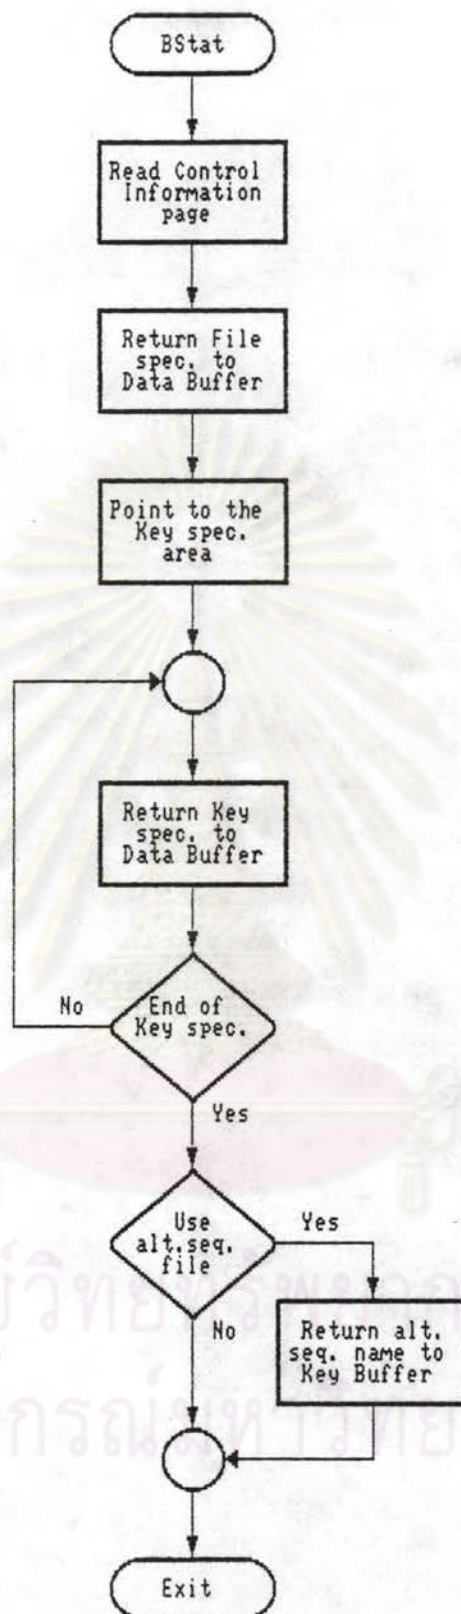 BStat
Read Control
Information
page
Return File
spec. to
Data Buffer
Point to the
Key spec.
area
Return Key
spec. to
Data Buffer
No
End of
Key spec.
Yes
Use
alt.seq.
file
Yes
No
Return alt.
seq. name to
Key Buffer
Exit